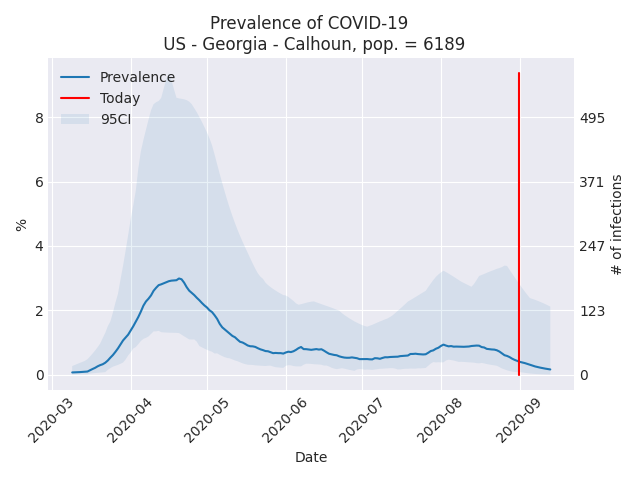 Prevalence of COVID-19
US - Georgia - Calhoun, pop. = 6189
Prevalence
Today
95CI
8
6
4
2
0
%
495
371
247
123
0
# of infections
2020-03
2020-04
2020-05
2020-06
2020-07
2020-08
2020-09
Date